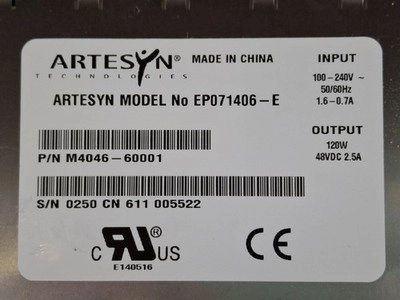 ARTESYN® MADE IN CHINA
TECHNOLOGIES
INPUT
100-240V ~
50/60Hz
1.6-0.7A
ARTESYN MODEL No EP071406-E
OUTPUT
120W
48VDC 2.5A
P/N M4046-60001
S/N 0250 CN 611 005522
C RU US
E140516
CE